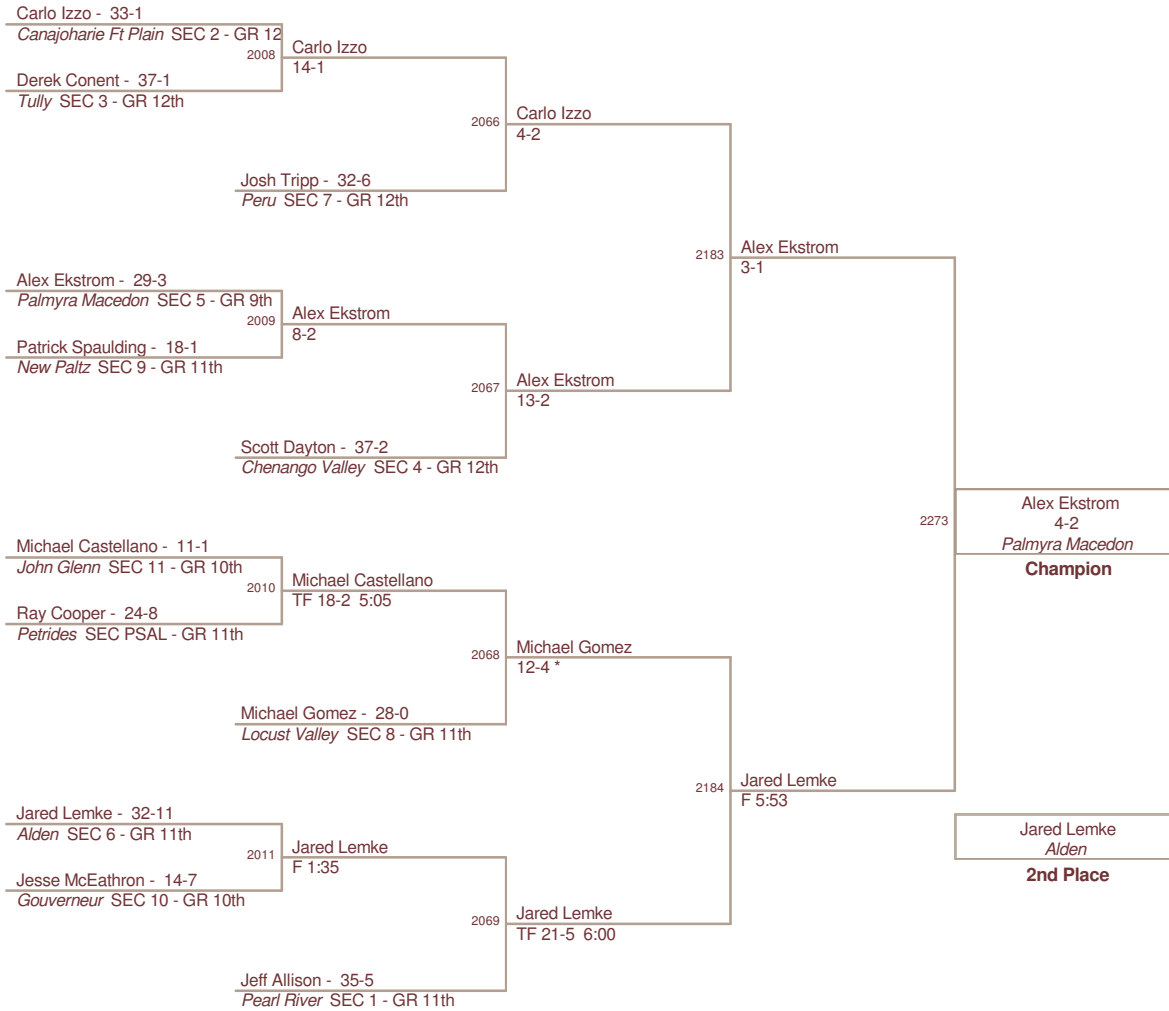 Carlo Izzo - 33-1
Canajoharie Ft Plain SEC 2 - GR 12
2008
Carlo Izzo
14-1
Derek Conent - 37-1
Tully SEC 3 - GR 12th
2066
Carlo Izzo
4-2
Josh Tripp - 32-6
Peru SEC 7 - GR 12th
2183
Alex Ekstrom
3-1
Alex Ekstrom - 29-3
Palmyra Macedon SEC 5 - GR 9th
2009
Alex Ekstrom
8-2
Patrick Spaulding - 18-1
New Paltz SEC 9 - GR 11th
2067
Alex Ekstrom
13-2
Scott Dayton - 37-2
Chenango Valley SEC 4 - GR 12th
2273
Alex Ekstrom
4-2
Palmyra Macedon
Champion
Michael Castellano - 11-1
John Glenn SEC 11 - GR 10th
2010
Michael Castellano
TF 18-2 5:05
Ray Cooper - 24-8
Petrides SEC PSAL - GR 11th
2068
Michael Gomez
12-4 *
Michael Gomez - 28-0
Locust Valley SEC 8 - GR 11th
2184
Jared Lemke
F 5:53
Jared Lemke - 32-11
Alden SEC 6 - GR 11th
2011
Jared Lemke
F 1:35
Jesse McEathron - 14-7
Gouverneur SEC 10 - GR 10th
2069
Jared Lemke
TF 21-5 6:00
Jeff Allison - 35-5
Pearl River SEC 1 - GR 11th
Jared Lemke
Alden
2nd Place